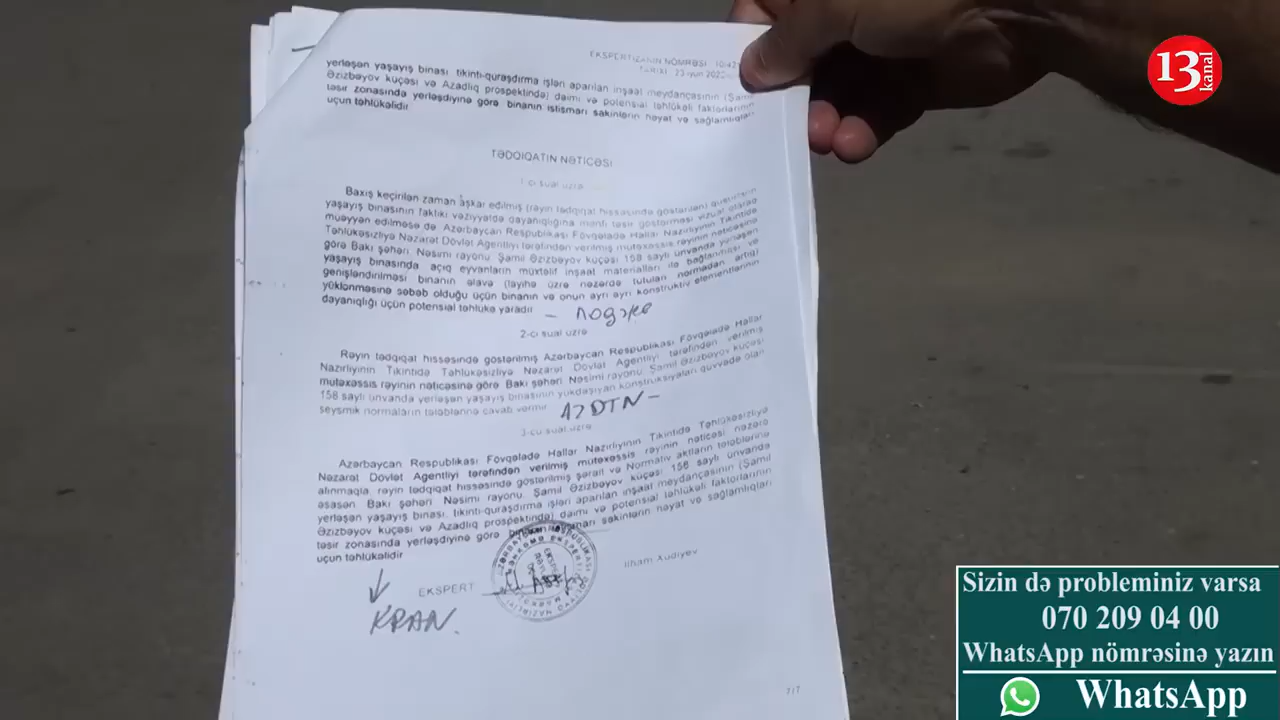 EKSPERTİZANIN NÖMRƏSİ
TARİXİ : 23 iyun 2022
yerləşən yaşayış binası, tikinti-quraşdırma işləri aparılan inşaat meydançasının (Şamil
Əzizbəyov küçəsi və Azadlıq prospektində) daimi və potensial təhlükəli faktorlarının
təsir zonasında yerləşdiyinə görə binanın istismarı sakinlərin həyat və sağlamlıqları
üçün təhlükəlidir
TƏDQİQATIN NƏTİCƏSİ
1-ci sual üzrə
Baxış keçirilən zaman aşkar edilmiş (rəyin tədqiqat hissəsində göstərilən) qüsurların
yaşayış binasının faktiki vəziyyətdə dayanıqlığına mənfi təsir göstərməsi vizual olaraq
müəyyən edilməsə də Azərbaycan Respublikası Fövqəladə Hallar Nazirliyinin Tikintidə
Təhlükəsizliyə Nəzarət Dövlət Agentliyi tərəfindən verilmiş mütəxəssis rəyinin nəticəsinə
görə Bakı şəhəri Nəsimi rayonu, Şamil Əzizbəyov küçəsi 158 saylı ünvanda yerləşən
yaşayış binasında açıq eyvanların müxtəlif inşaat materialları ilə bağlanması və
genişləndirilməsi binanın əlavə (layihə üzrə nəzərdə tutulan normadan artıq)
yüklənməsinə səbəb olduğu üçün binanın və onun ayrı ayrı konstruktiv elementlərinin
dayanıqlığı üçün potensial təhlükə yaradır
2-ci sual üzrə
Rəyin tədqiqat hissəsində göstərilmiş Azərbaycan Respublikası Fövqəladə Hallar
Nazirliyinin Tikintidə Təhlükəsizliyə Nəzarət Dövlət Agentliyi tərəfindən verilmiş
mütəxəssis rəyinin nəticəsinə görə Bakı şəhəri Nəsimi rayonu, Şamil Əzizbəyov küçəsi
158 saylı ünvanda yerləşən yaşayış binasının yükdaşıyan konstruksiyaları qüvvədə olan
seysmik normaların tələblərinə cavab vermir AZDTN –
3-cü sual üzrə
Azərbaycan Respublikası Fövqəladə Hallar Nazirliyinin Tikintidə Təhlükəsizliyə
Nəzarət Dövlət Agentliyi tərəfindən verilmiş mütəxəssis rəyinin nəticəsi nəzərə
alınmaqla, rəyin tədqiqat hissəsində göstərilmiş şərait və Normativ aktların tələblərinə
əsasən, Bakı şəhəri Nəsimi rayonu, Şamil Əzizbəyov küçəsi 158 saylı ünvanda
yerləşən yaşayış binası, tikinti-quraşdırma işləri aparılan inşaat meydançasının (Şamil
Əzizbəyov küçəsi və Azadlıq prospektində) daimi və potensial təhlükəli faktorlarının
təsir zonasında yerləşdiyinə görə binanın istismarı sakinlərin həyat və sağlamlıqları
üçün təhlükəlidir
EKSPERT
KPAN.
7/7
13
kanal
Sizin də probleminiz varsa
070 209 04 00
WhatsApp nömrəsinə yazın
WhatsApp